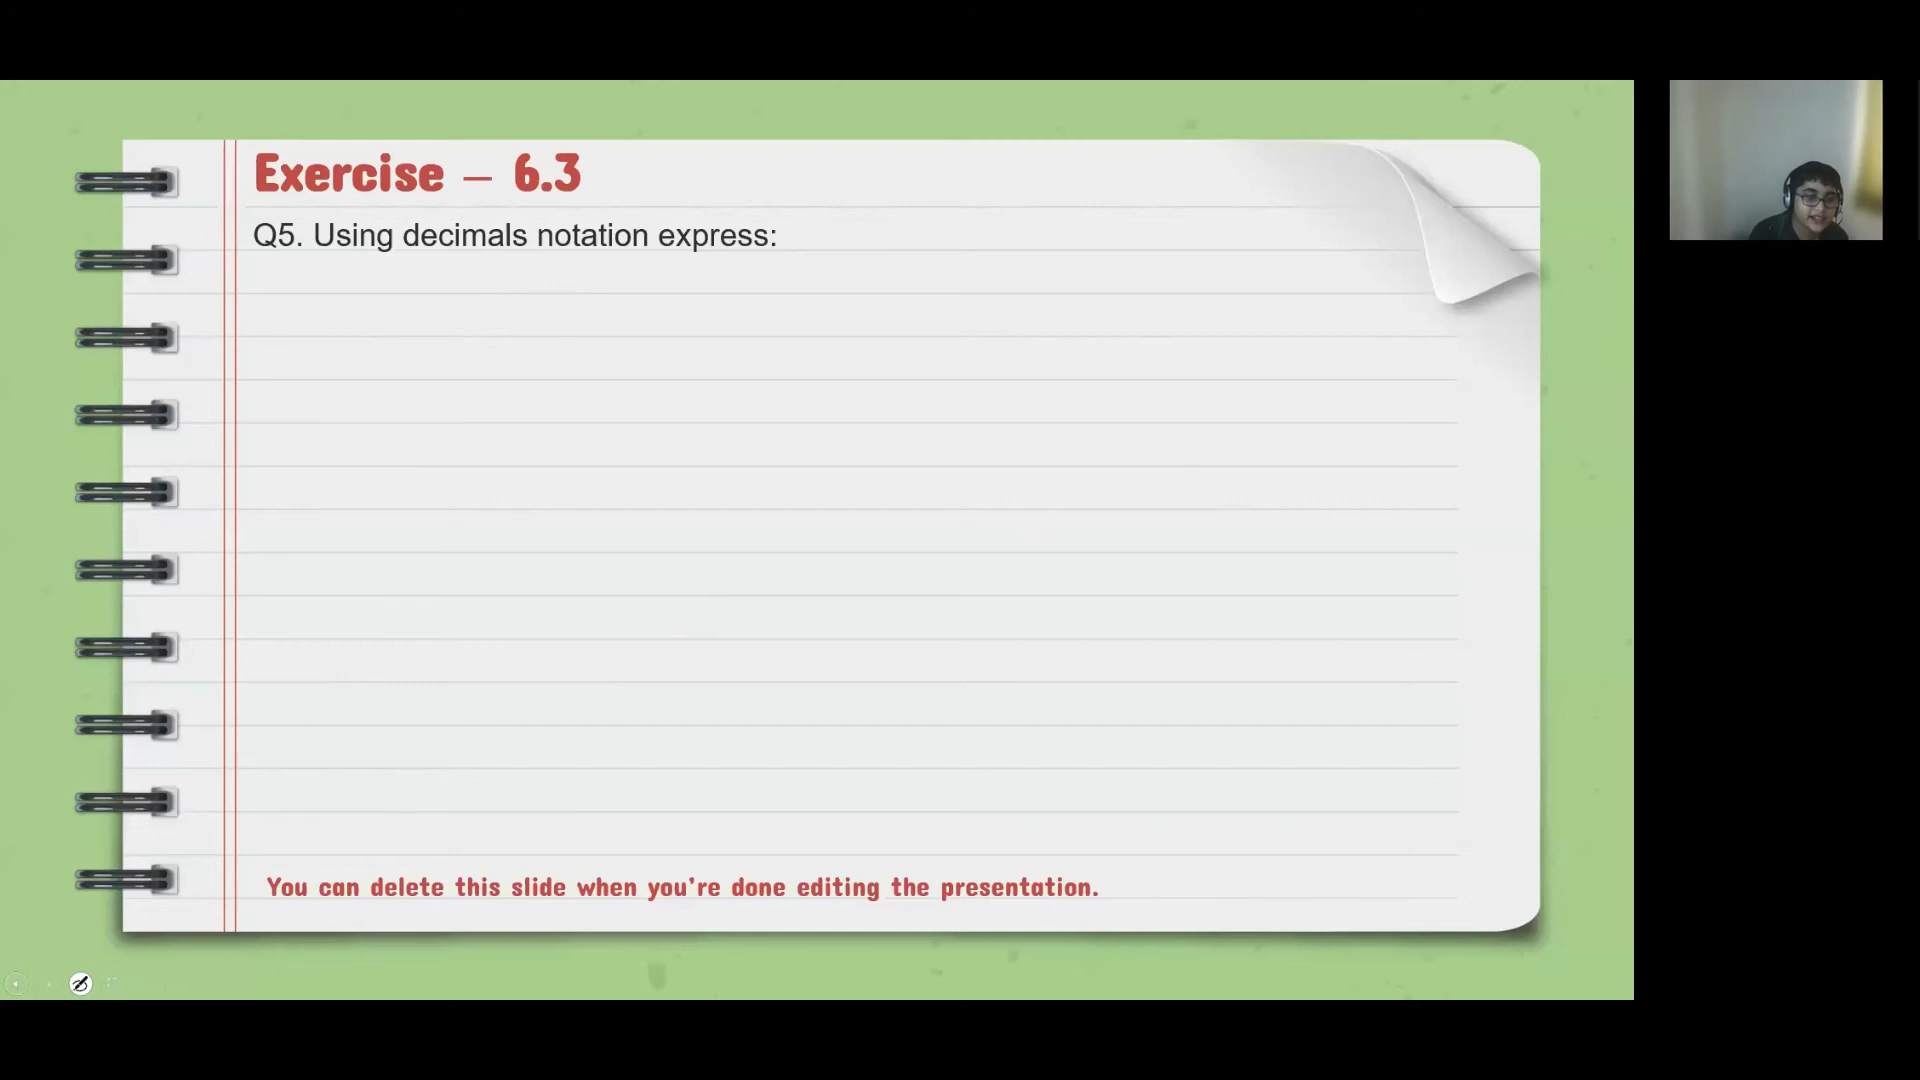 Exercise – 6.3
Q5. Using decimals notation express:
You can delete this slide when you're done editing the presentation.